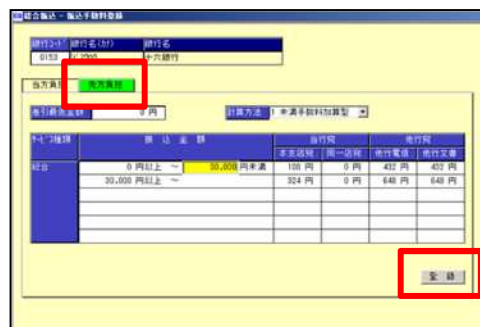 総合振込 - 振込手数料登録
銀行コード 銀行名(カナ) 銀行名
0153 十六銀行
当方負担 先方負担
差引最低金額 0 円 計算方法 1 未満手数料加算型
サービス種類 振込金額 当行宛 他行宛
本支店宛 同一店宛 他行電信 他行文書
総合 0 円以上 ～ 30,000 円未満 108 円 0 円 432 円 432 円
30,000 円以上 ～ 324 円 0 円 648 円 648 円
登 録